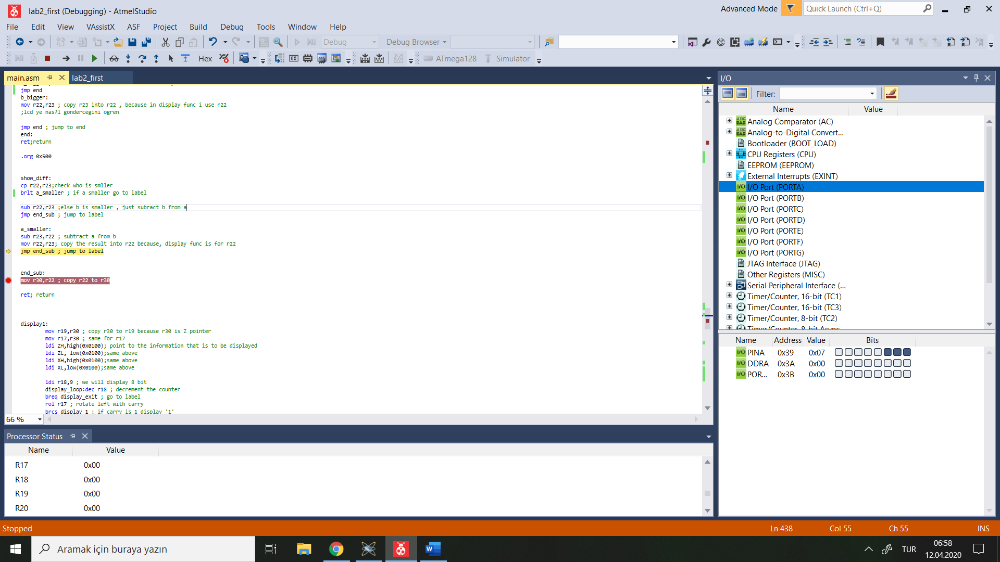 lab2_first (Debugging) - AtmelStudio
Advanced Mode
Quick Launch (Ctrl+Q)
File Edit View VAssistX ASF Project Build Debug Tools Window Help
Debug
Debug Browser
Hex
ATmega128
Simulator
main.asm
lab2_first
jmp end
b_bigger:
mov r22,r23 ; copy r23 into r22 , because in display func i use r22
;lcd ye nas?l gondercegini ogren
jmp end ; jump to end
end:
ret;return
.org 0x500
show_diff:
cp r22,r23;check who is smller
brlt a_smaller ; if a smaller go to label
sub r22,r23 ;else b is smaller , just subract b from a
jmp end_sub ; jump to label
a_smaller:
sub r23,r22 ; subtract a from b
mov r22,r23; copy the result into r22 because, display func is for r22
jmp end_sub ; jump to label
end_sub:
mov r30,r22 ; copy r22 to r30
ret; return
display1:
mov r19,r30 ; copy r30 to r19 because r30 is Z pointer
mov r17,r30 ; same for r17
ldi ZH,high(0x0100); point to the information that is to be displayed
ldi ZL, low(0x0100);same above
ldi XH,high(0x0100);same above
ldi XL,low(0x0100);same above
ldi r18,9 ; we will display 8 bit
display_loop:dec r18 ; decrement the counter
breq display_exit ; go to label
rol r17 ; rotate left with carry
brcs display_1 ; if carry is 1 display '1'
66 %
Processor Status
Name Value
R17 0x00
R18 0x00
R19 0x00
R20 0x00
I/O
Filter:
Name Value
Analog Comparator (AC)
Analog-to-Digital Convert...
Bootloader (BOOT_LOAD)
CPU Registers (CPU)
EEPROM (EEPROM)
External Interrupts (EXINT)
I/O Port (PORTA)
I/O Port (PORTB)
I/O Port (PORTC)
I/O Port (PORTD)
I/O Port (PORTE)
I/O Port (PORTF)
I/O Port (PORTG)
JTAG Interface (JTAG)
Other Registers (MISC)
Serial Peripheral Interface (...
Timer/Counter, 16-bit (TC1)
Timer/Counter, 16-bit (TC3)
Timer/Counter, 8-bit (TC2)
Timer/Counter, 8-bit Async
Name Address Value Bits
PINA 0x39 0x07
DDRA 0x3A 0x00
POR... 0x3B 0x00
Stopped
Ln 438 Col 55 Ch 55 INS
Aramak için buraya yazın
TUR
06:58
12.04.2020